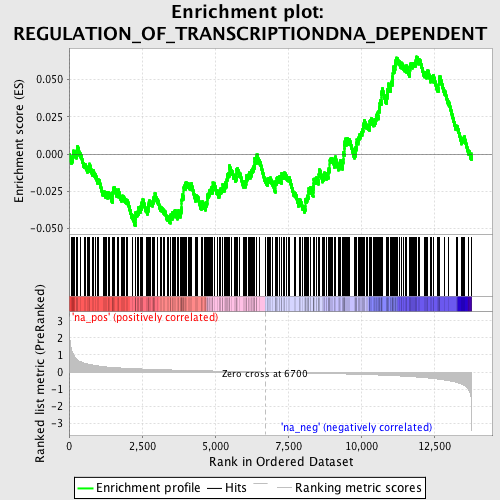 Enrichment plot:
REGULATION_OF_TRANSCRIPTIONDNA_DEPENDENT
Enrichment score (ES)
0.050
0.025
0.000
-0.025
-0.050
'na_pos' (positively correlated)
Ranked list metric (PreRanked)
3
2
1
0
-1
-2
-3
Zero cross at 6700
'na_neg' (negatively correlated)
0
2,500
5,000
7,500
10,000
12,500
Rank in Ordered Dataset
Enrichment profile
Hits
Ranking metric scores